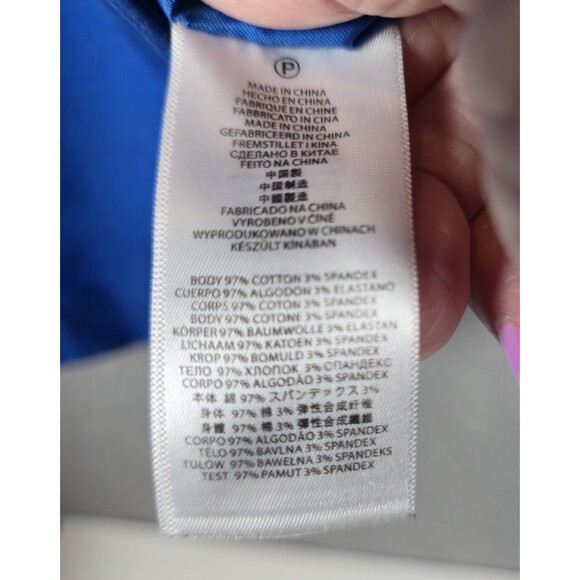 P
MADE IN CHINA
HECHO EN CHINA
FABRIQUÉ EN CHINE
FABBRICATO IN CINA
MADE IN CHINA
GEFABRICEERD IN CHINA
FREMSTILLET I KINA
СДЕЛАНО В КИТАЕ
FEITO NA CHINA
中国製
中国制造
中國製造
FABRICADO NA CHINA
VYROBENO V ČÍNĚ
WYPRODUKOWANO W CHINACH
KÉSZÜLT KÍNÁBAN
BODY 97% COTTON 3% SPANDEX
CUERPO 97% ALGODÓN 3% ELASTANO
CORPS 97% COTON 3% SPANDEX
BODY 97% COTONE 3% SPANDEX
KÖRPER 97% BAUMWOLLE 3% ELASTAN
LICHAAM 97% KATOEN 3% SPANDEX
KROP 97% BOMULD 3% SPANDEX
ТЕЛО 97% ХЛОПОК 3% СПАНДЕКС
CORPO 97% ALGODÃO 3% SPANDEX
本体 綿 97% スパンデックス 3%
身体 97% 棉 3% 弹性合成纤维
身體 97% 棉 3% 彈性合成纖維
CORPO 97% ALGODÃO 3% SPANDEX
TĚLO 97% BAVLNA 3% SPANDEX
TUŁÓW 97% BAWEŁNA 3% SPANDEKS
TEST 97% PAMUT 3% SPANDEX